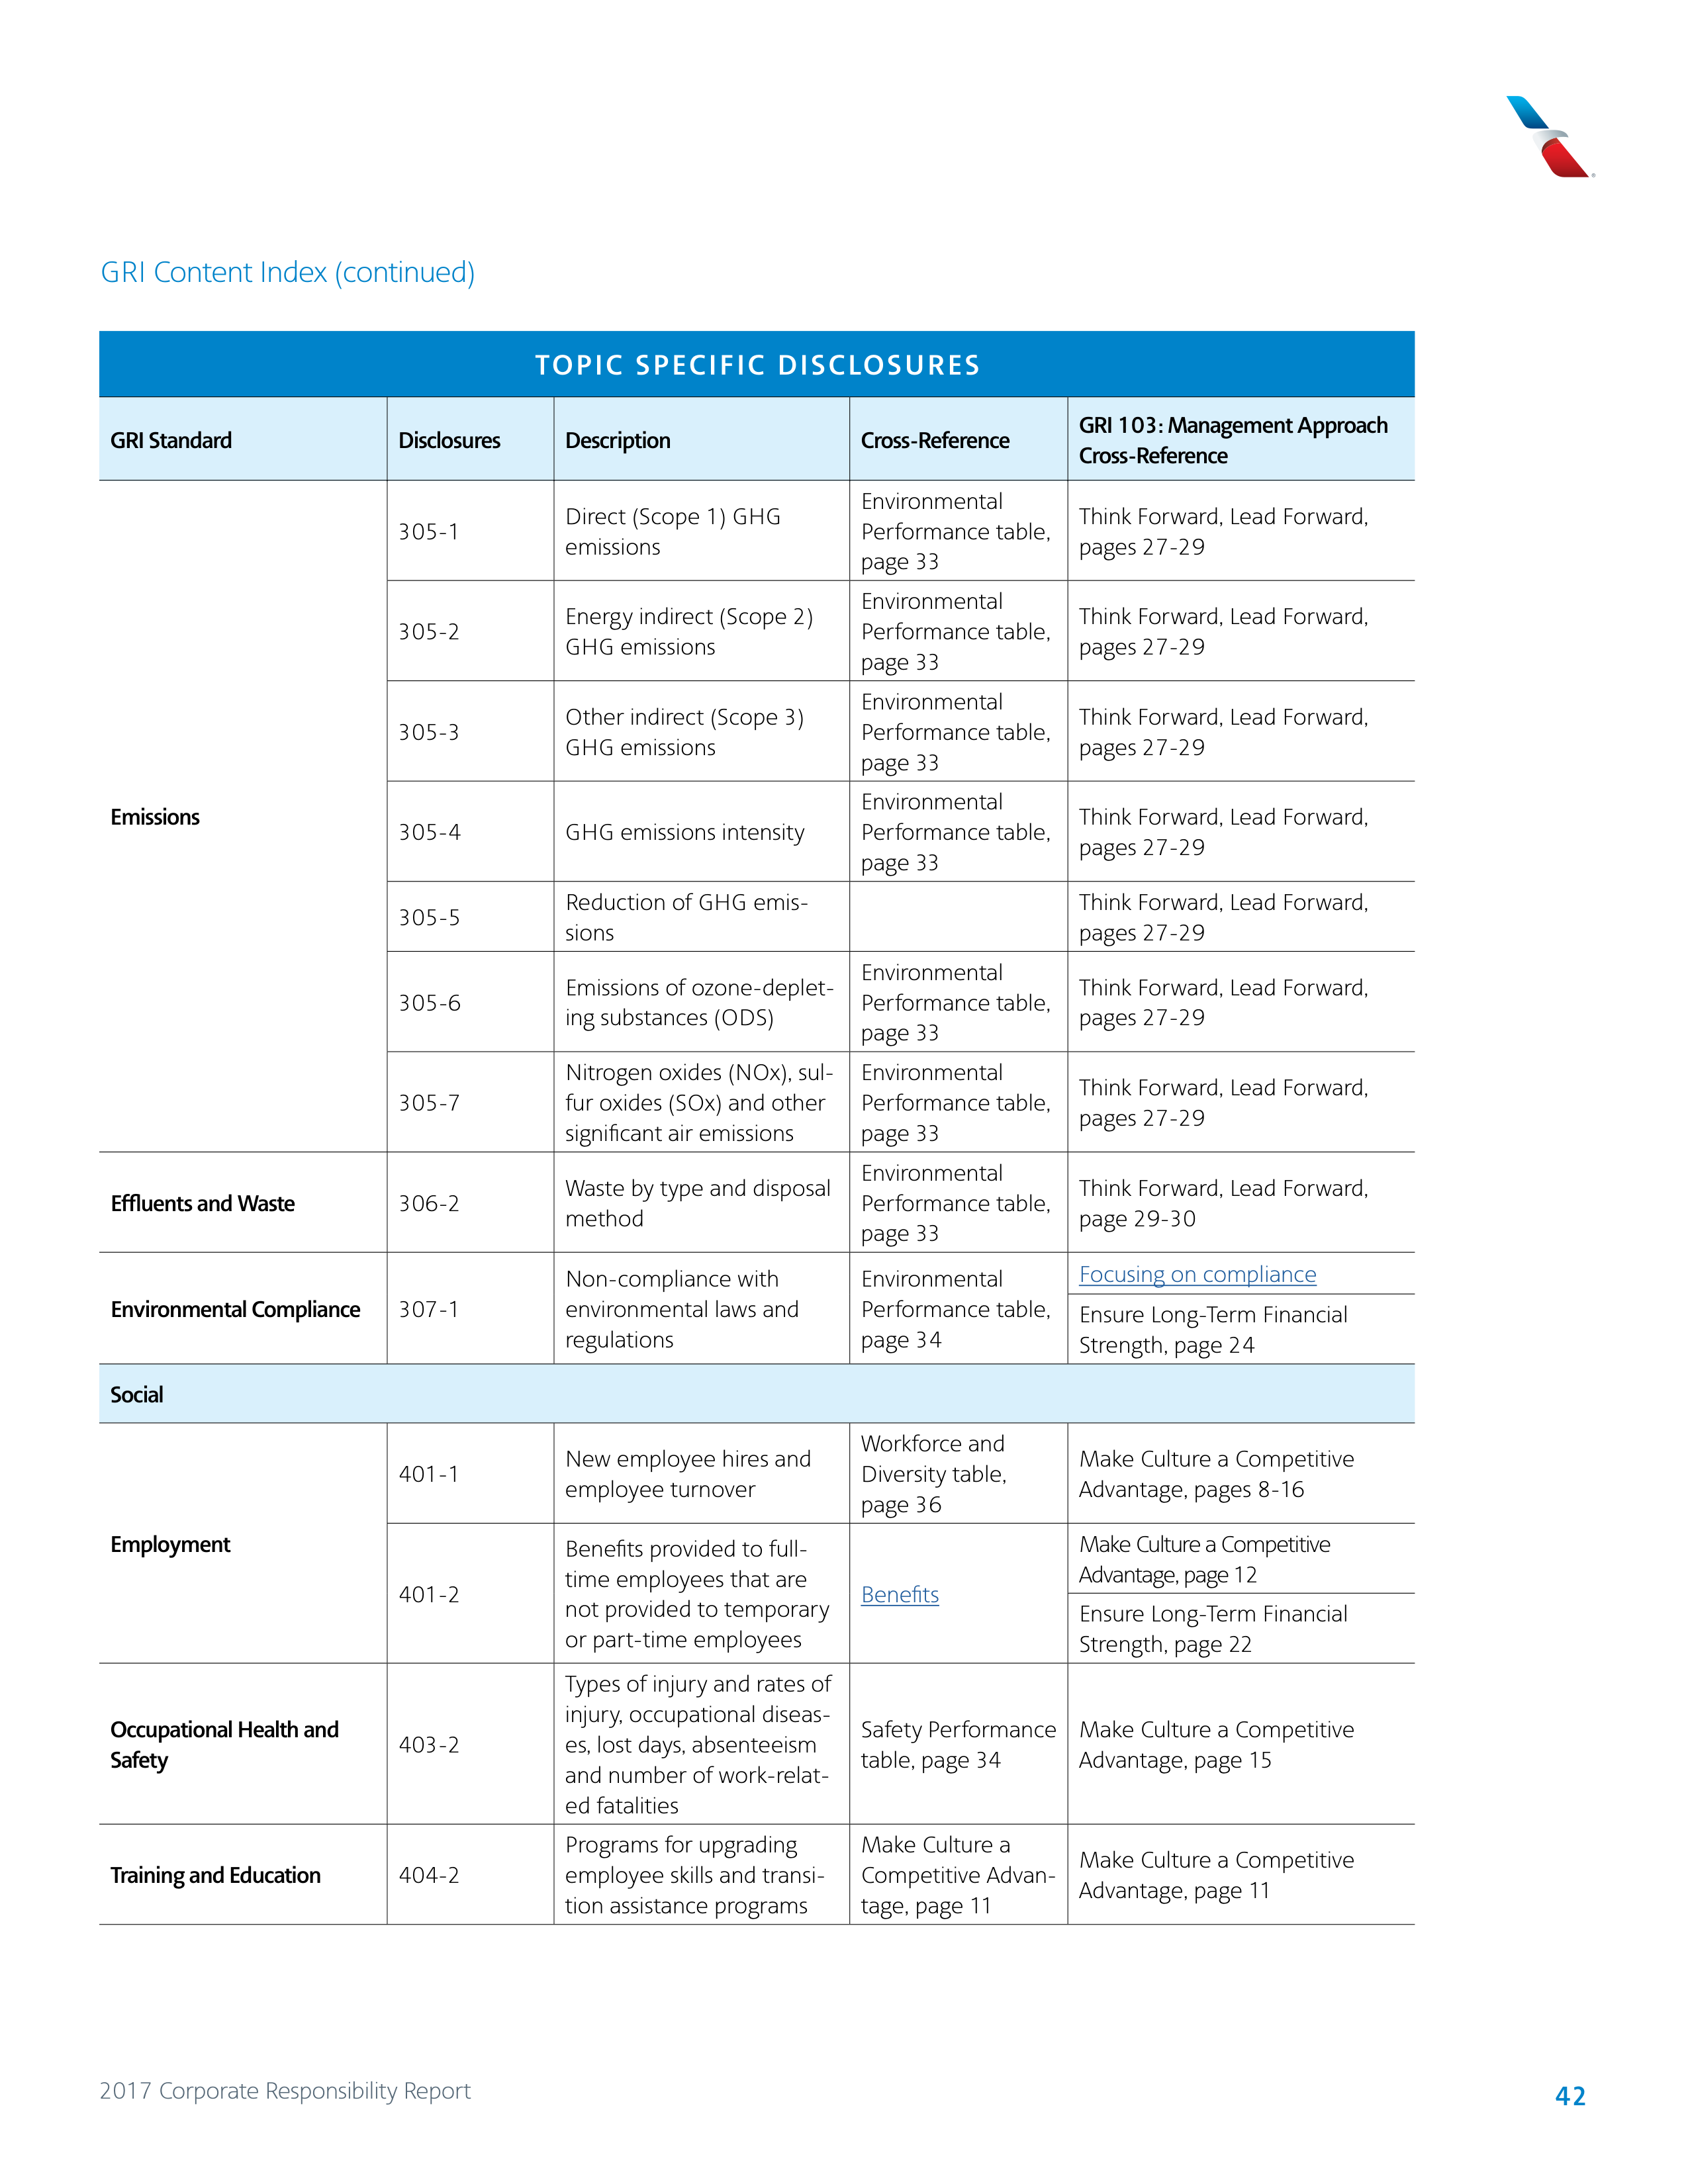 GRI Content Index (continued)
TOPIC SPECIFIC DISCLOSURES
GRI Standard
Disclosures
Description
Cross-Reference
GRI 103: Management Approach
Cross-Reference
Emissions
305-1
Direct (Scope 1) GHG
emissions
Environmental
Performance table,
page 33
Think Forward, Lead Forward,
pages 27-29
305-2
Energy indirect (Scope 2)
GHG emissions
Environmental
Performance table,
page 33
Think Forward, Lead Forward,
pages 27-29
305-3
Other indirect (Scope 3)
GHG emissions
Environmental
Performance table,
page 33
Think Forward, Lead Forward,
pages 27-29
305-4
GHG emissions intensity
Environmental
Performance table,
page 33
Think Forward, Lead Forward,
pages 27-29
305-5
Reduction of GHG emis-
sions
Think Forward, Lead Forward,
pages 27-29
305-6
Emissions of ozone-deplet-
ing substances (ODS)
Environmental
Performance table,
page 33
Think Forward, Lead Forward,
pages 27-29
305-7
Nitrogen oxides (NOx), sul-
fur oxides (SOx) and other
significant air emissions
Environmental
Performance table,
page 33
Think Forward, Lead Forward,
pages 27-29
Effluents and Waste
306-2
Waste by type and disposal
method
Environmental
Performance table,
page 33
Think Forward, Lead Forward,
page 29-30
Environmental Compliance
307-1
Non-compliance with
environmental laws and
regulations
Environmental
Performance table,
page 34
Focusing on compliance
Ensure Long-Term Financial
Strength, page 24
Social
Employment
401-1
New employee hires and
employee turnover
Workforce and
Diversity table,
page 36
Make Culture a Competitive
Advantage, pages 8-16
401-2
Benefits provided to full-
time employees that are
not provided to temporary
or part-time employees
Benefits
Make Culture a Competitive
Advantage, page 12
Ensure Long-Term Financial
Strength, page 22
Occupational Health and
Safety
403-2
Types of injury and rates of
injury, occupational diseas-
es, lost days, absenteeism
and number of work-relat-
ed fatalities
Safety Performance
table, page 34
Make Culture a Competitive
Advantage, page 15
Training and Education
404-2
Programs for upgrading
employee skills and transi-
tion assistance programs
Make Culture a
Competitive Advan-
tage, page 11
Make Culture a Competitive
Advantage, page 11
2017 Corporate Responsibility Report
42